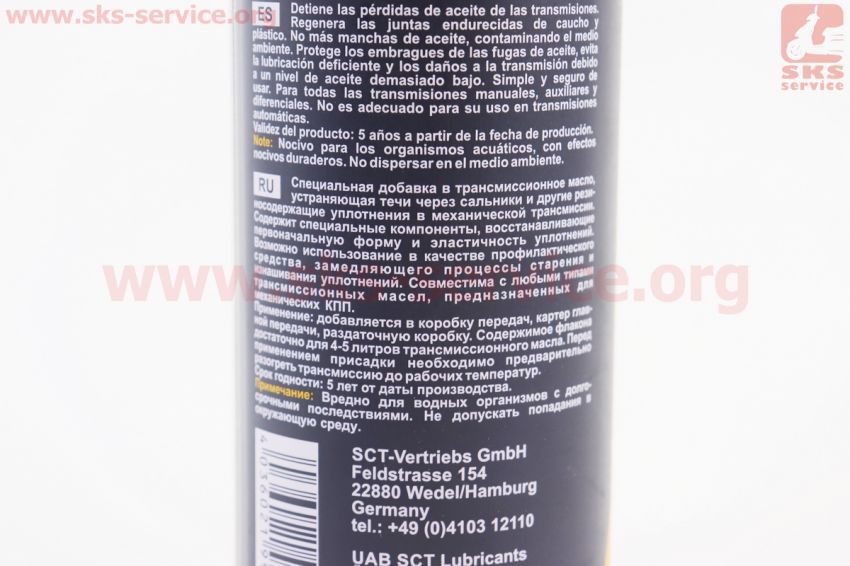 www.sks-service.org
SKS
service
ES Detiene las pérdidas de aceite de las transmisiones.
Regenera las juntas endurecidas de caucho y
plástico. No más manchas de aceite, contaminando el medio
ambiente. Protege los embragues de las fugas de aceite, evita
la lubricación deficiente y los daños a la transmisión debido
a un nivel de aceite demasiado bajo. Simple y seguro de
usar. Para todas las transmisiones manuales, auxiliares y
diferenciales. No es adecuado para su uso en transmisiones
automáticas.
Validez del producto: 5 años a partir de la fecha de producción.
Note: Nocivo para los organismos acuáticos, con efectos
nocivos duraderos. No dispersar en el medio ambiente.
RU Специальная добавка в трансмиссионное масло,
устраняющая течи через сальники и другие рези-
носодержащие уплотнения в механической трансмиссии.
Содержит специальные компоненты, восстанавливающие
первоначальную форму и эластичность уплотнений.
Возможно использование в качестве профилактического
средства, замедляющего процессы старения и
изнашивания уплотнений. Совместима с любыми типами
трансмиссионных масел, предназначенных для
механических КПП.
Применение: добавляется в коробку передач, картер глав-
ной передачи, раздаточную коробку. Содержимое флакона
достаточно для 4-5 литров трансмиссионного масла. Перед
применением присадки необходимо предварительно
разогреть трансмиссию до рабочих температур.
Срок годности: 5 лет от даты производства.
Примечание: Вредно для водных организмов с долго-
срочными последствиями. Не допускать попадания в
окружающую среду.
www.sks-service.org
SCT-Vertriebs GmbH
Feldstrasse 154
22880 Wedel/Hamburg
Germany
tel.: +49 (0)4103 12110
UAB SCT Lubricants